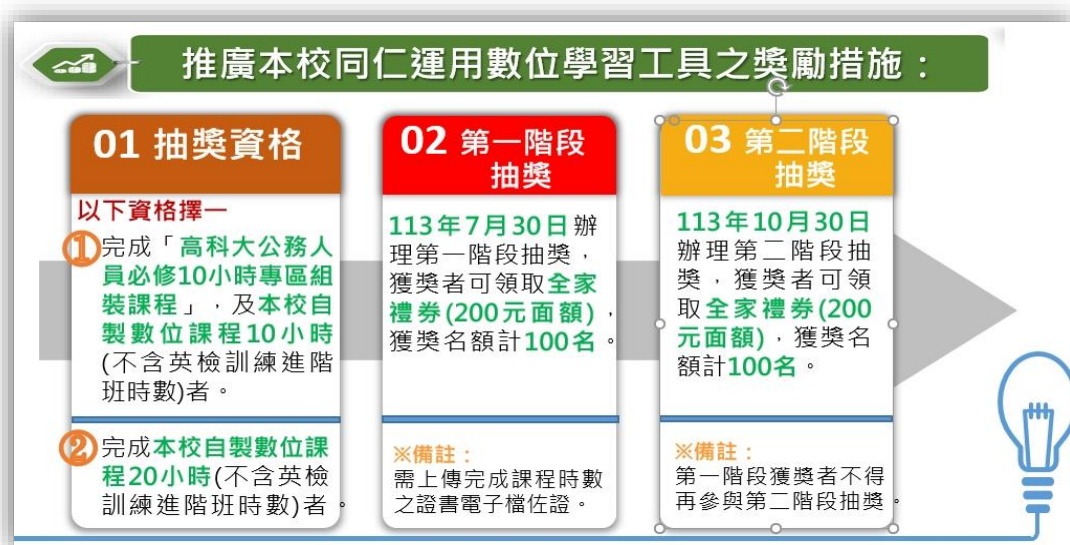 推廣本校同仁運用數位學習工具之獎勵措施：
01 抽獎資格
以下資格擇一
①完成「高科大公務人
員必修10小時專區組
裝課程」，及本校自
製數位課程10小時
(不含英檢訓練進階
班時數)者。
②完成本校自製數位課
程20小時(不含英檢
訓練進階班時數)者。
02 第一階段
抽獎
113年7月30日辦
理第一階段抽獎，
獲獎者可領取全家
禮券(200元面額)，
獲獎名額計100名。
※備註：
需上傳完成課程時數
之證書電子檔佐證。
03 第二階段
抽獎
113年10月30日
辦理第二階段抽
獎，獲獎者可領
取全家禮券(200
元面額)，獲獎名
額計100名。
※備註：
第一階段獲獎者不得
再參與第二階段抽獎。